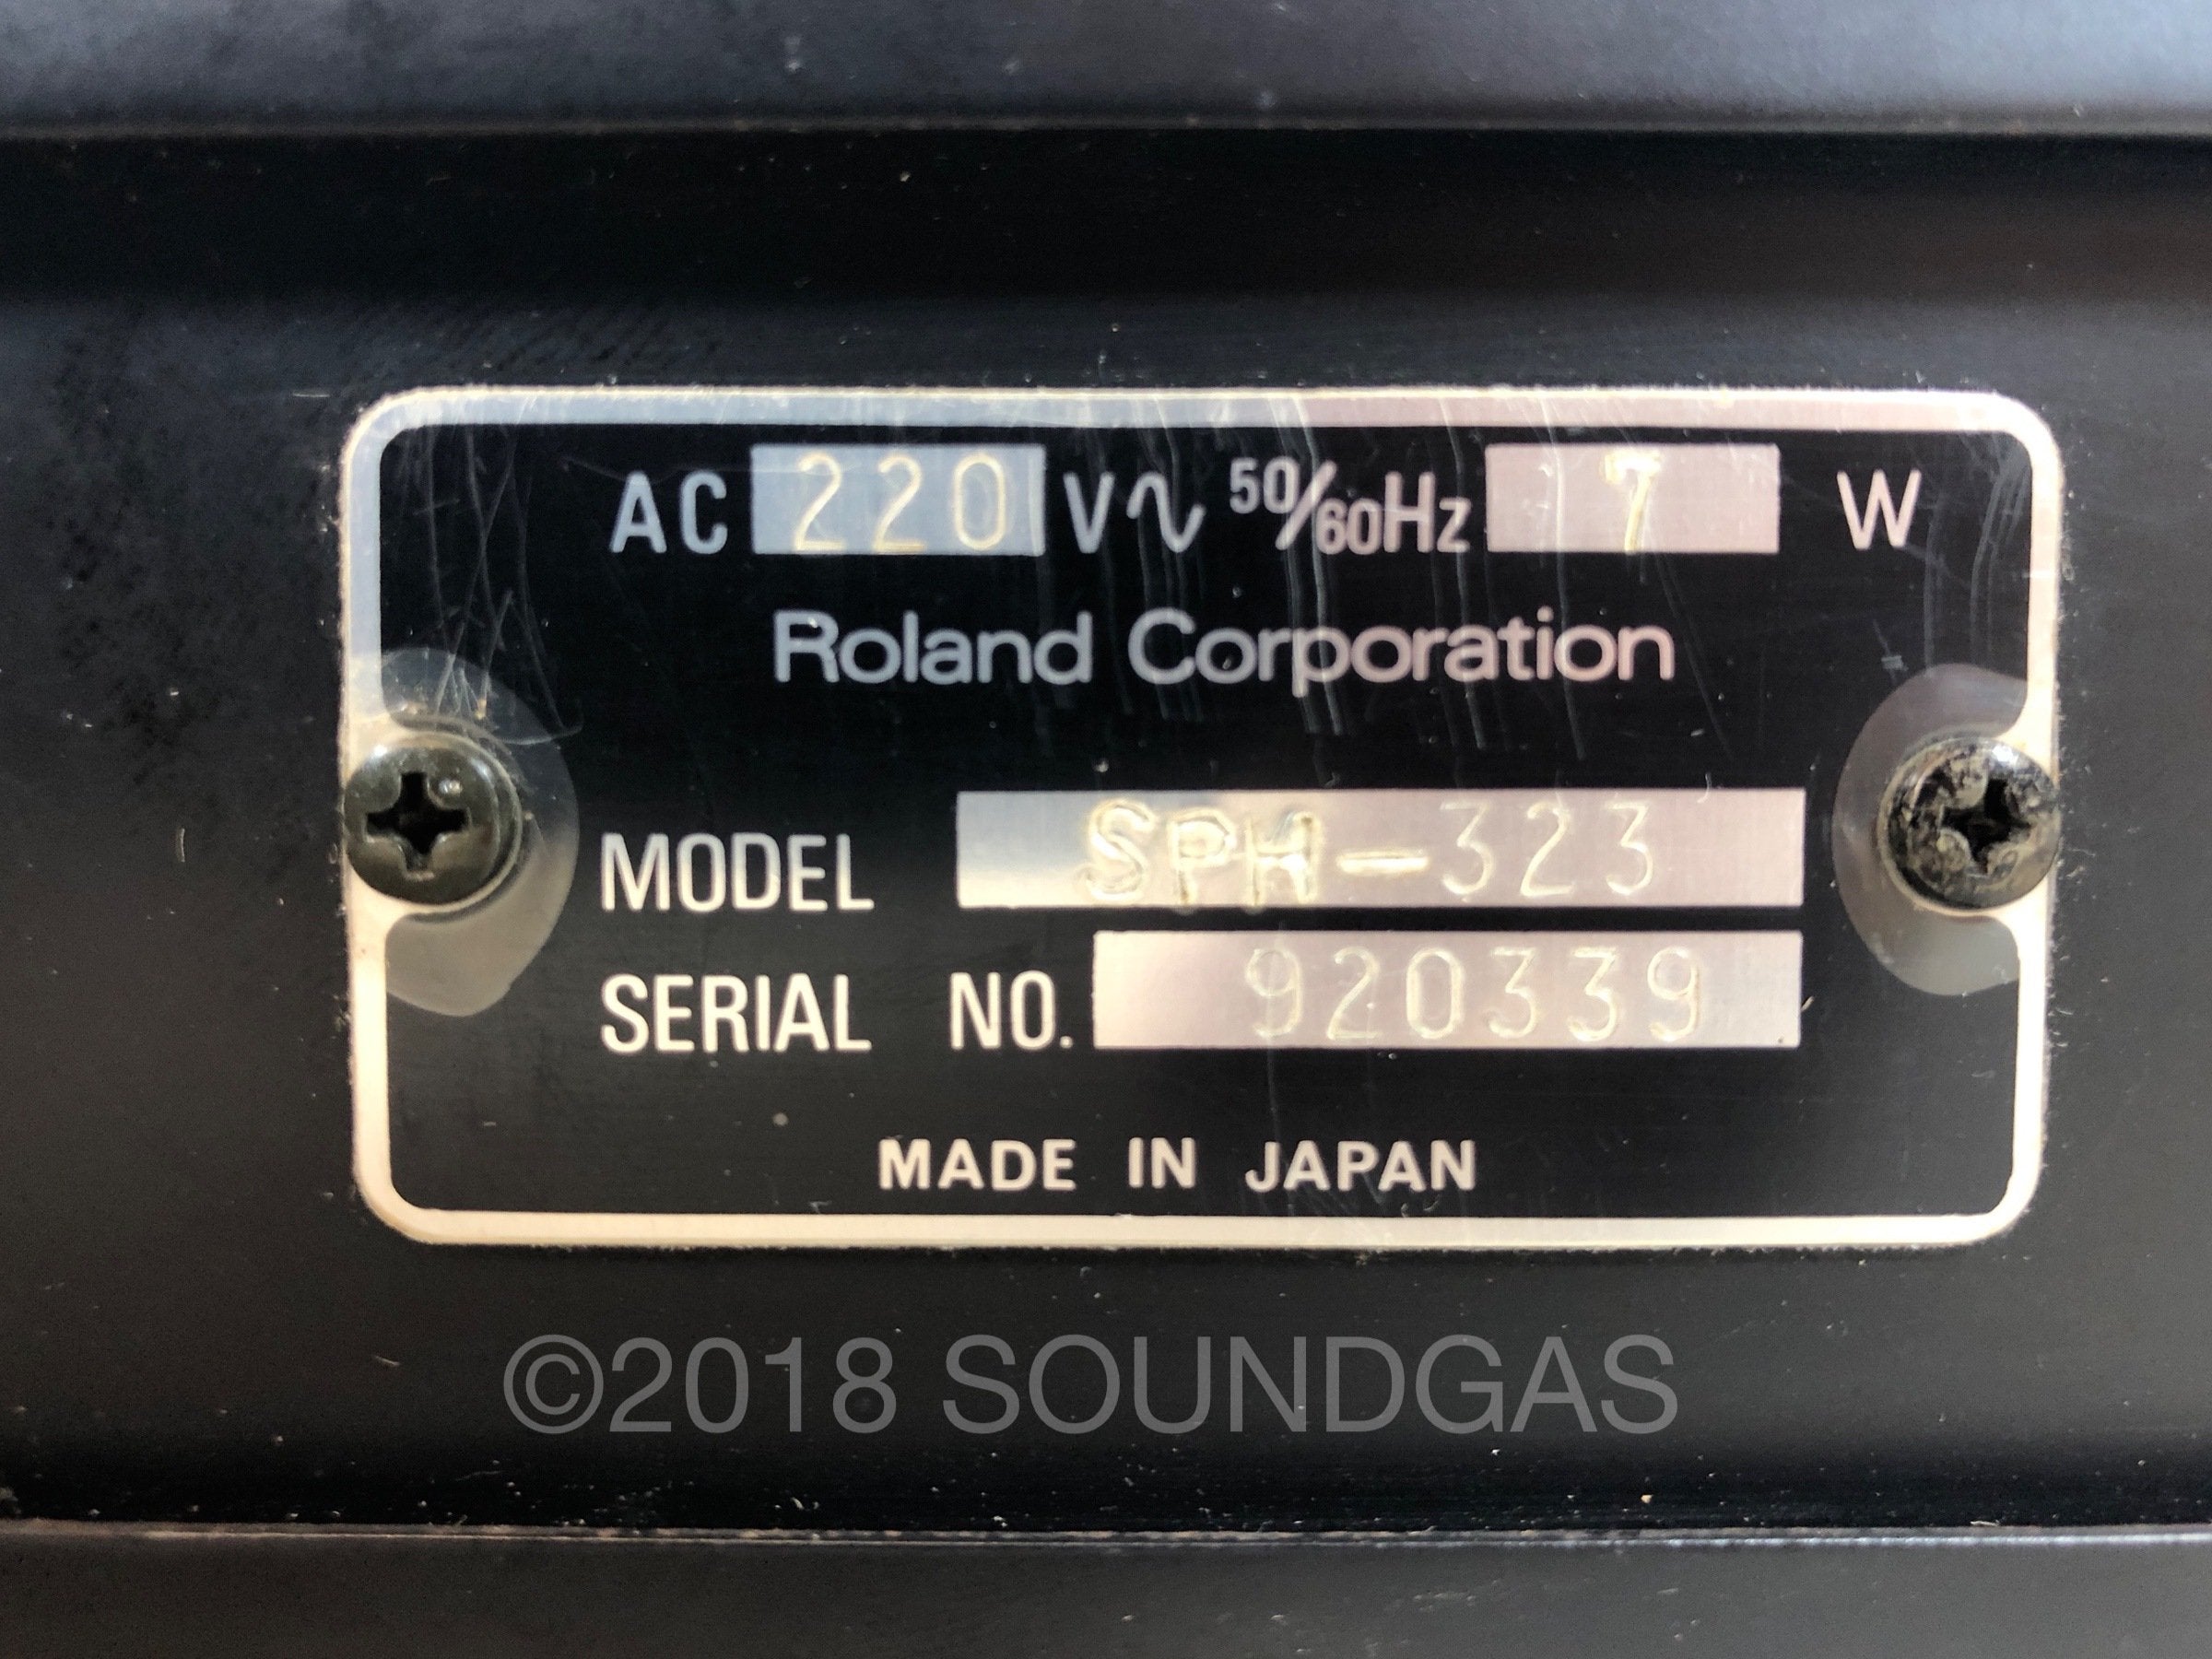 AC 220 V∿ 50/60Hz 7 W
Roland Corporation
MODEL SPH-323
SERIAL NO. 920339
MADE IN JAPAN
©2018 SOUNDGAS